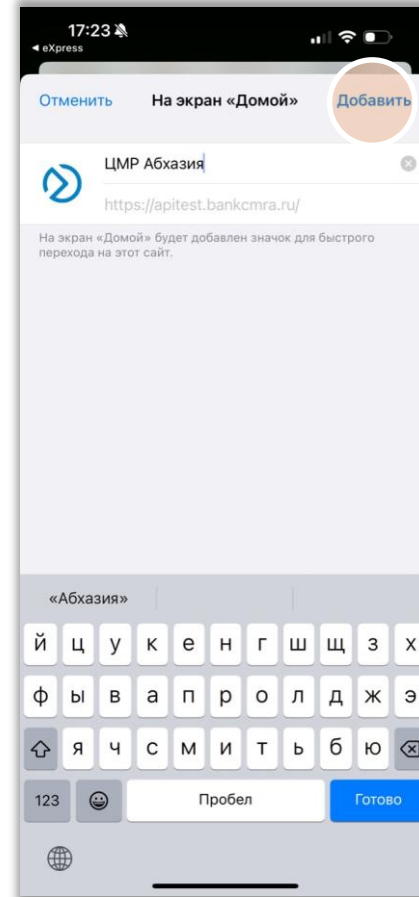 17:23
◀ eXpress
Отменить На экран «Домой» Добавить
ЦМР Абхазия
https://apitest.bankcmra.ru/
На экран «Домой» будет добавлен значок для быстрого
перехода на этот сайт.
«Абхазия»
й ц у к е н г ш щ з х
ф ы в а п р о л д ж э
я ч с м и т ь б ю
123 Пробел Готово